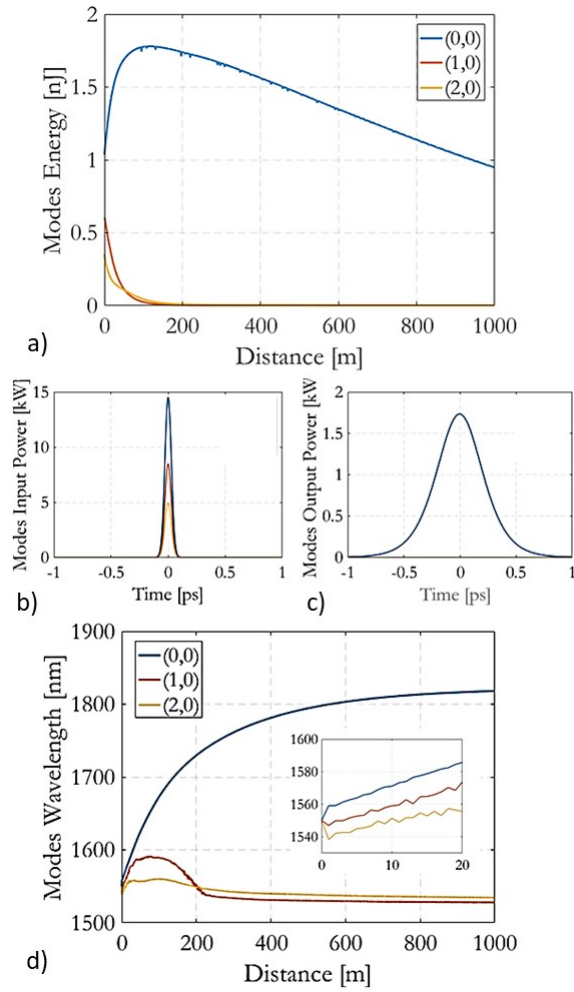 2
1.5
1
0.5
0
Modes Energy [nJ]
(0,0)
(1,0)
(2,0)
0 200 400 600 800 1000
Distance [m]
a)
15
10
5
0
Modes Input Power [kW]
-1 -0.5 0 0.5 1
Time [ps]
b)
2
1.5
1
0.5
0
Modes Output Power [kW
-1 -0.5 0 0.5 1
Time [ps]
c)
1900
1800
1700
1600
1500
Modes Wavelength [nm]
(0,0)
(1,0)
(2,0)
1600
1580
1560
1540
0 10 20
0 200 400 600 800 1000
Distance [m]
d)